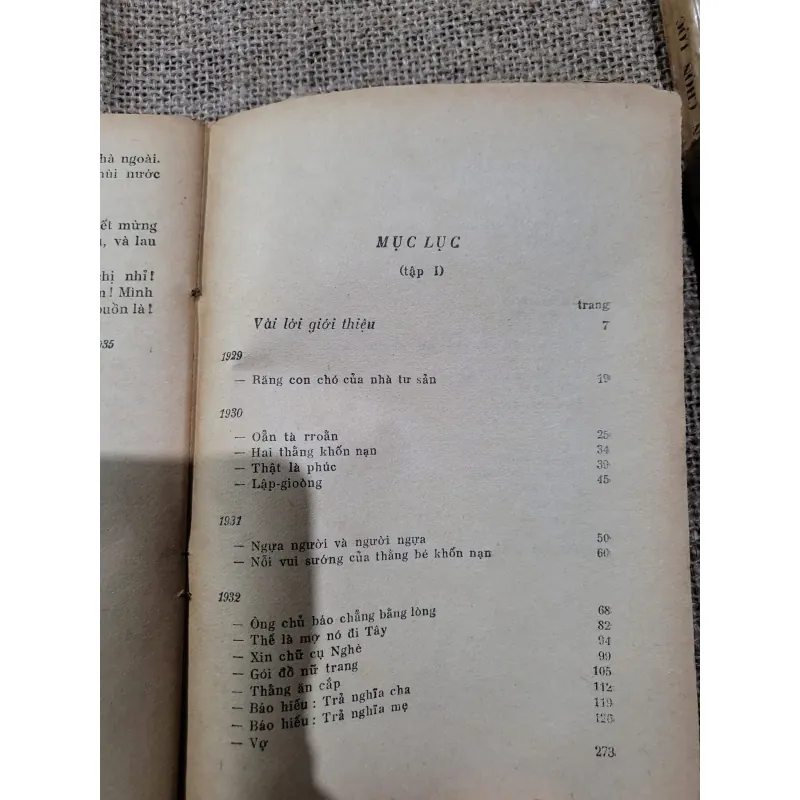 hà ngoài.
nùi nước
ết mừng
, và lau
hị nhĩ!
n! Mình
uồn là!
35
MỤC LỤC
(tập I)
trang
Vài lời giới thiệu 7
1929
— Răng con chó của nhà tư sản 19
1930
— Oẳn tà rroằn 25
— Hai thằng khốn nạn 34
— Thật là phúc 39
— Lập-gioòng 45
1931
— Ngựa người và người ngựa 50
— Nỗi vui sướng của thằng bé khốn nạn 60
1932
— Ông chủ báo chẳng bằng lòng 68
— Thế là mợ nó đi Tây 82
— Xin chữ cụ Nghè 94
— Gói đồ nữ trang 99
— Thằng ăn cắp 105
— Báo hiếu : Trả nghĩa cha 112
— Báo hiếu : Trả nghĩa mẹ 119
— Vợ 126
273
CHỌN LỌC